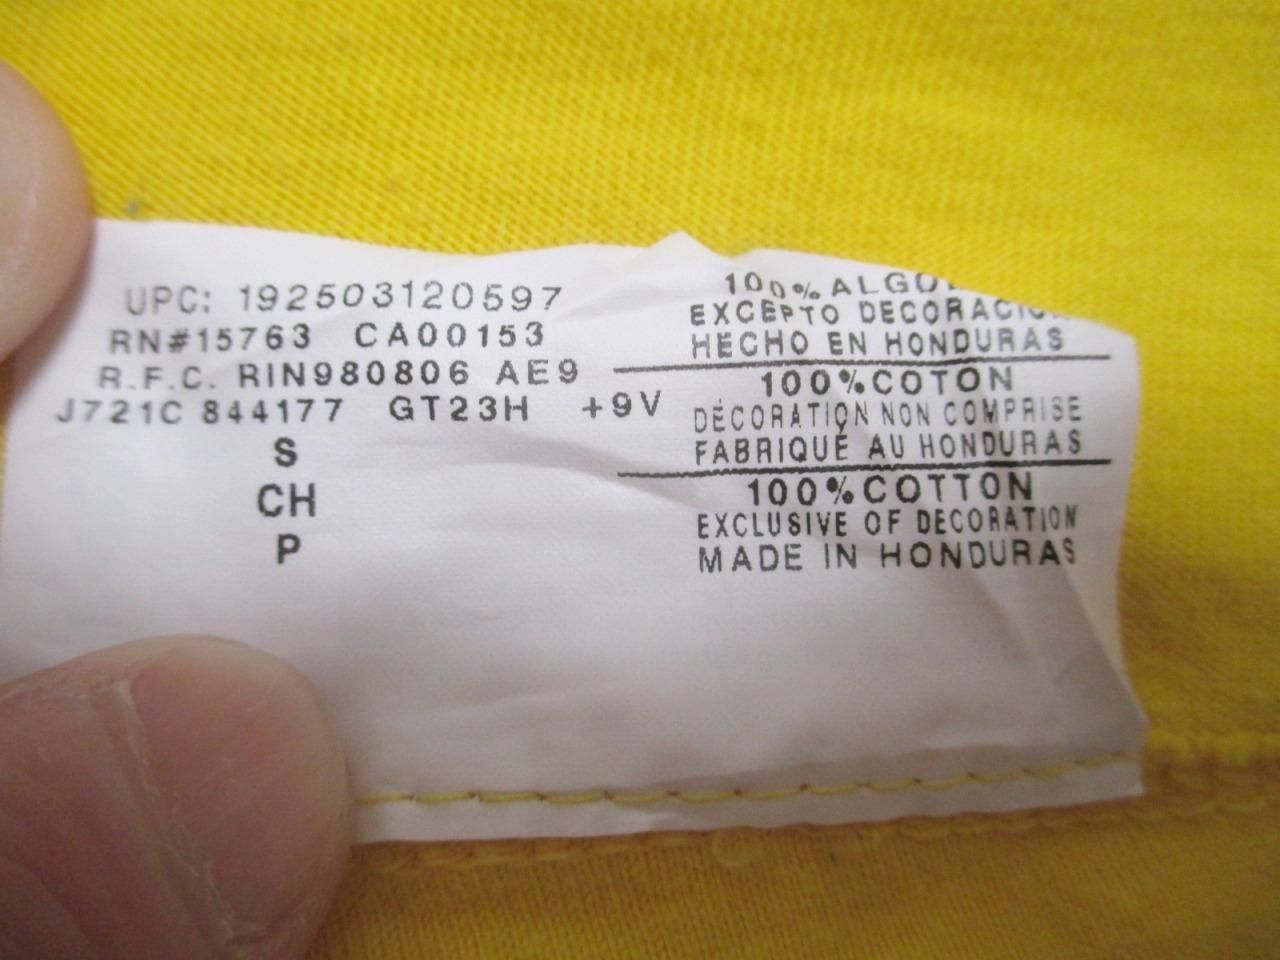 UPC: 192503120597
RN#15763 CA00153
R.F.C. RIN980806 AE9
J721C 844177 GT23H +9V
S
CH
P
100%
EXCEPTO
HECHO EN HONDURAS
100%COTON
DÉCORATION NON COMPRISE
FABRIQUÉ AU HONDURAS
100%COTTON
EXCLUSIVE OF DECORATION
MADE IN HONDURAS